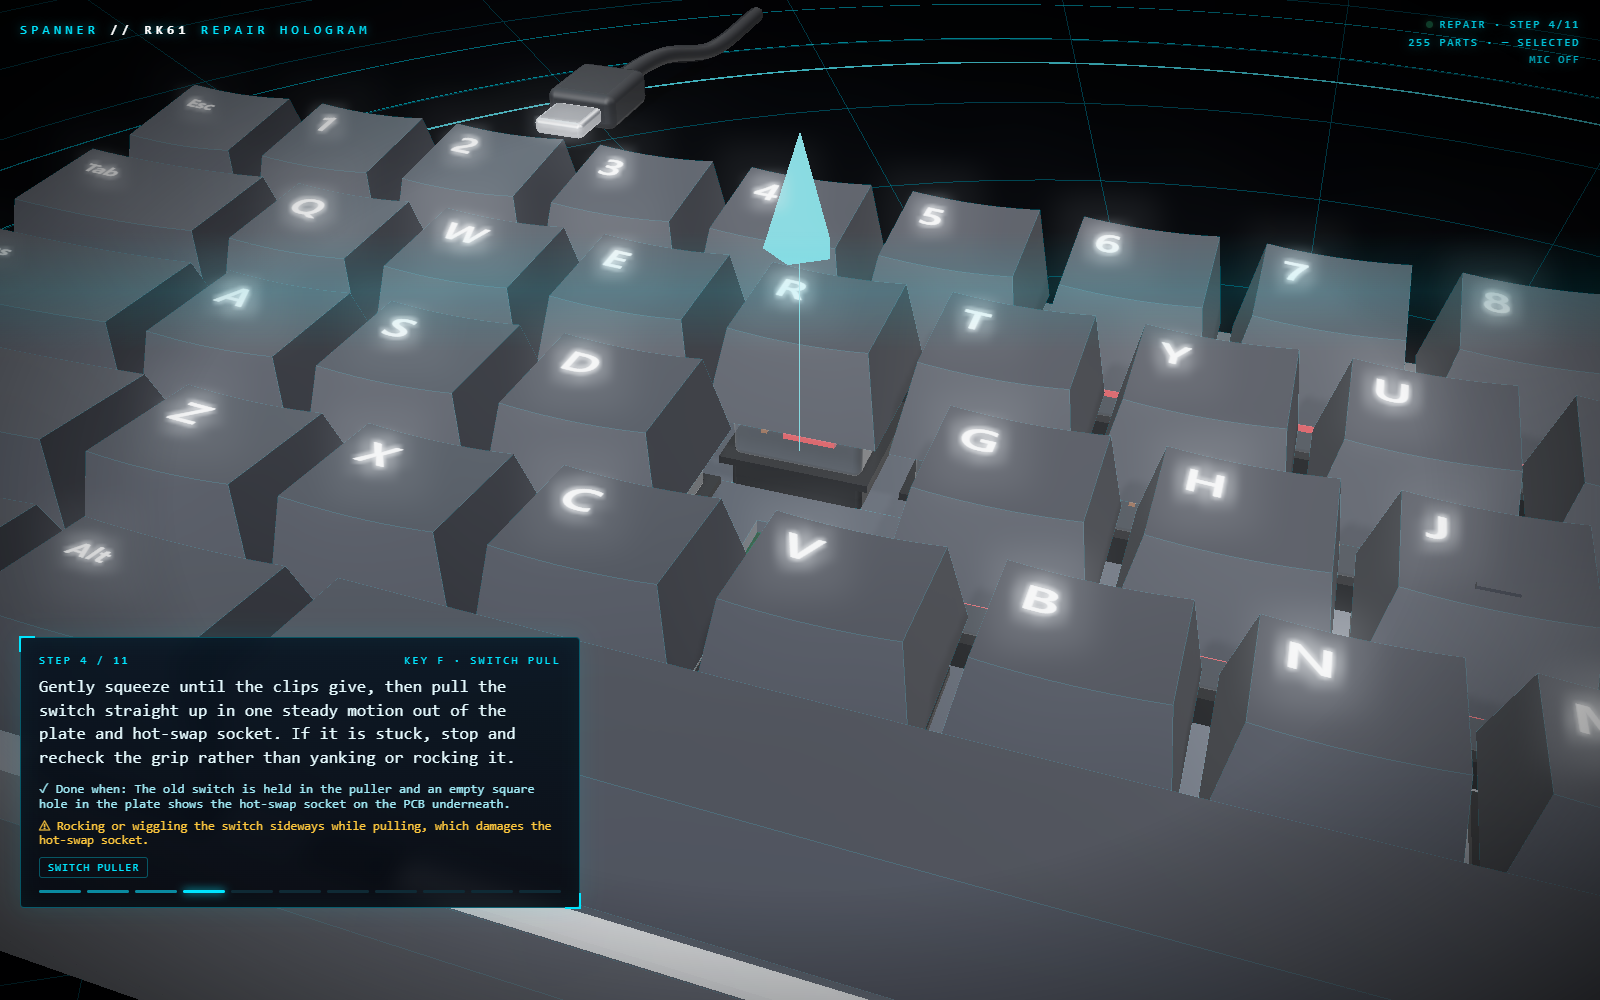 SPANNER // RK61 REPAIR HOLOGRAM
REPAIR · STEP 4/11
255 PARTS · — SELECTED
MIC OFF
Esc
1
2
3
4
5
6
7
8
Tab
Q
W
E
R
T
Y
U
A
S
D
G
H
J
Z
X
C
V
B
N
Alt
STEP 4 / 11
KEY F · SWITCH PULL
Gently squeeze until the clips give, then pull the
switch straight up in one steady motion out of the
plate and hot-swap socket. If it is stuck, stop and
recheck the grip rather than yanking or rocking it.
✓ Done when: The old switch is held in the puller and an empty square
hole in the plate shows the hot-swap socket on the PCB underneath.
⚠ Rocking or wiggling the switch sideways while pulling, which damages the
hot-swap socket.
SWITCH PULLER